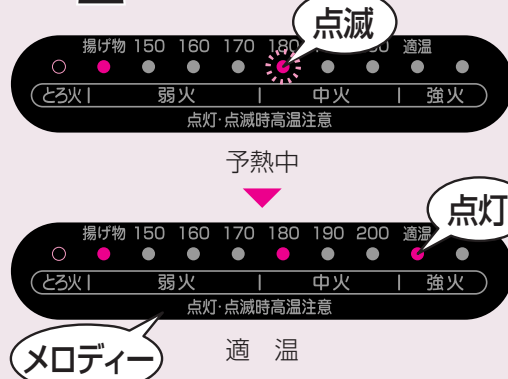 点滅
揚げ物 150 160 170 180 適温
とろ火 弱火 中火 強火
点灯・点滅時高温注意
予熱中
点灯
揚げ物 150 160 170 180 190 200 適温
とろ火 弱火 中火 強火
点灯・点滅時高温注意
メロディー
適 温